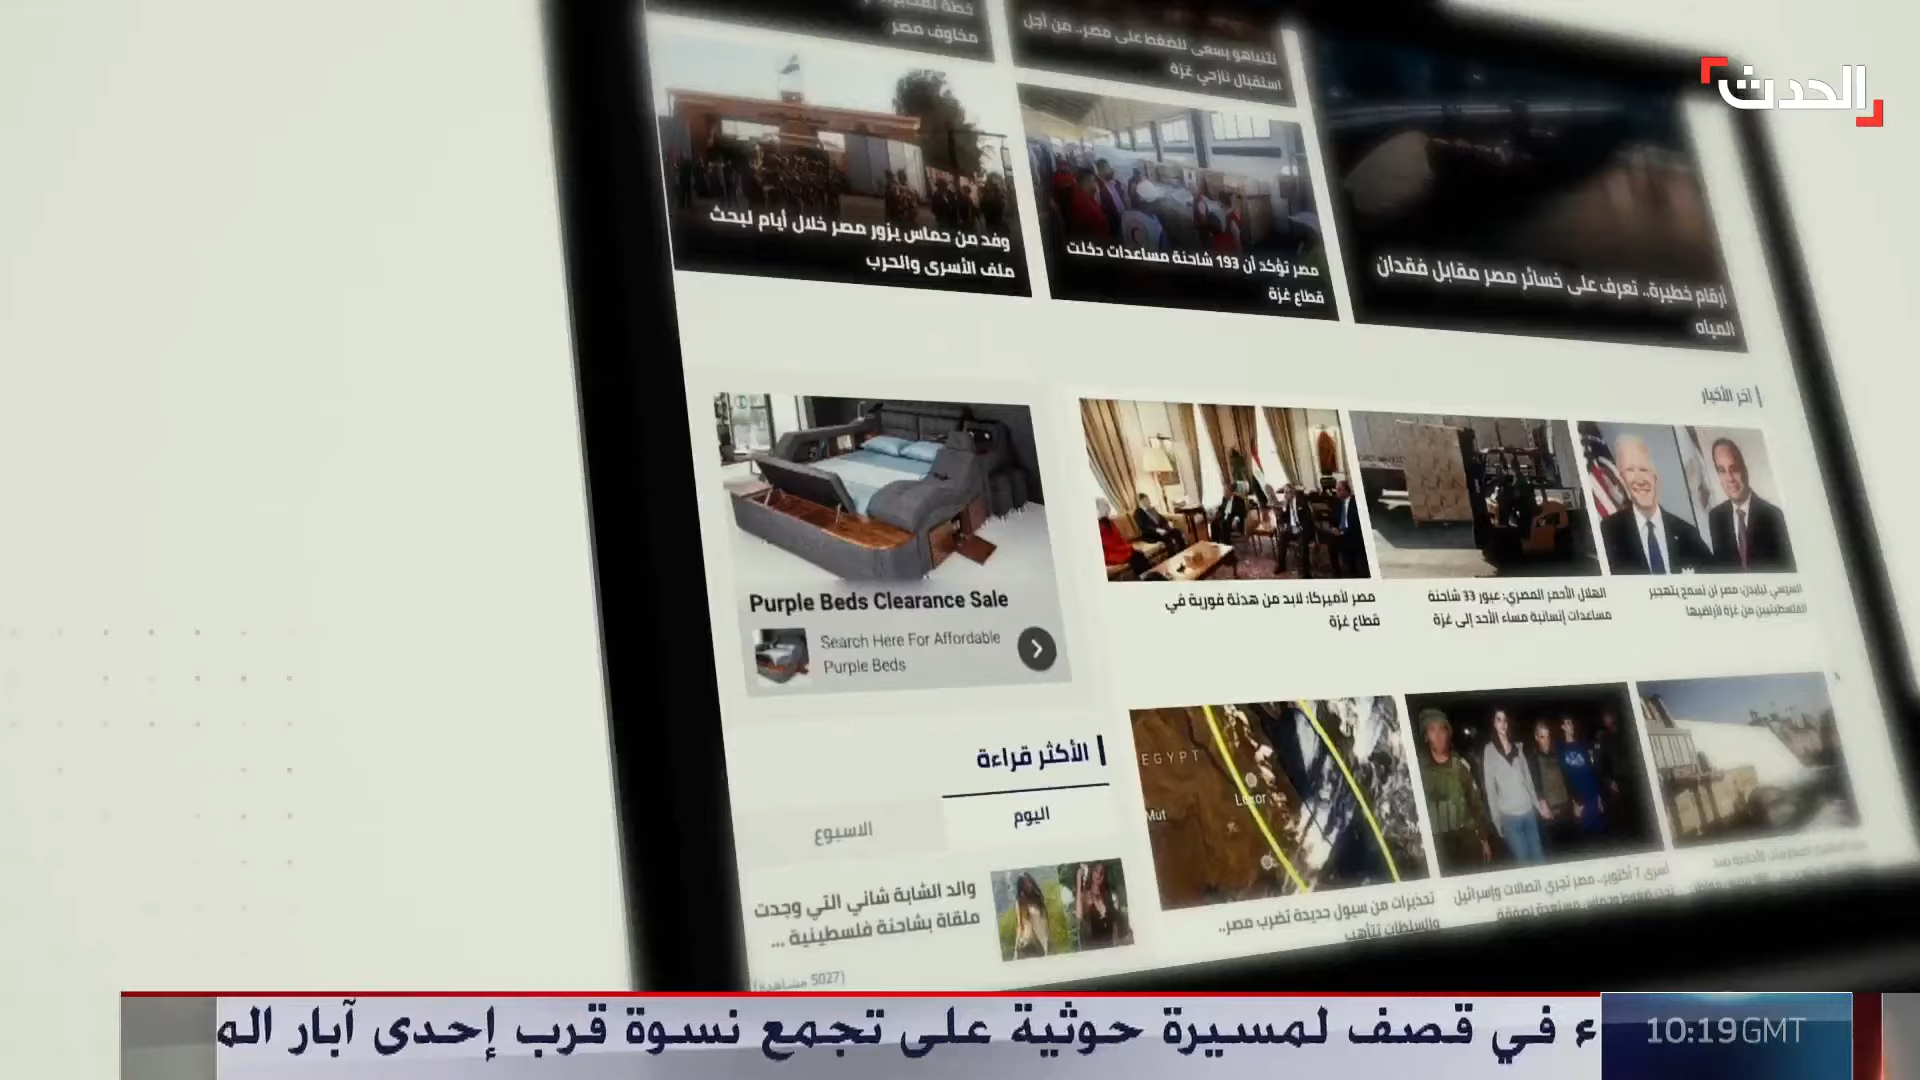 الحدث
مخاوف مصر
نتنياهو يسعى للضغط على مصر.. من أجل
استقبال نازحي غزة
أرقام خطيرة.. تعرف على خسائر مصر مقابل فقدان
المياه
مصر تؤكد أن 193 شاحنة مساعدات دخلت
قطاع غزة
وفد من حماس يزور مصر خلال أيام لبحث
ملف الأسرى والحرب
آخر الأخبار
السيسي لبايدن: مصر لن تسمح بتهجير
الفلسطينيين من غزة لأراضيها
الهلال الأحمر المصري: عبور 33 شاحنة
مساعدات إنسانية مساء الأحد إلى غزة
مصر لأميركا: لابد من هدنة فورية في
قطاع غزة
Purple Beds Clearance Sale
Search Here For Affordable
Purple Beds
EGYPT
Luxor
Mut
أسرى 7 أكتوبر.. مصر تجري اتصالات وإسرائيل
تحذيرات من سيول جديدة تضرب مصر..
والسلطات تتأهب
الأكثر قراءة
اليوم
الاسبوع
والد الشابة شاني التي وجدت
ملقاة بشاحنة فلسطينية ...
(5027 مشاهدة)
ء في قصف لمسيرة حوثية على تجمع نسوة قرب إحدى آبار الم
10:19 GMT